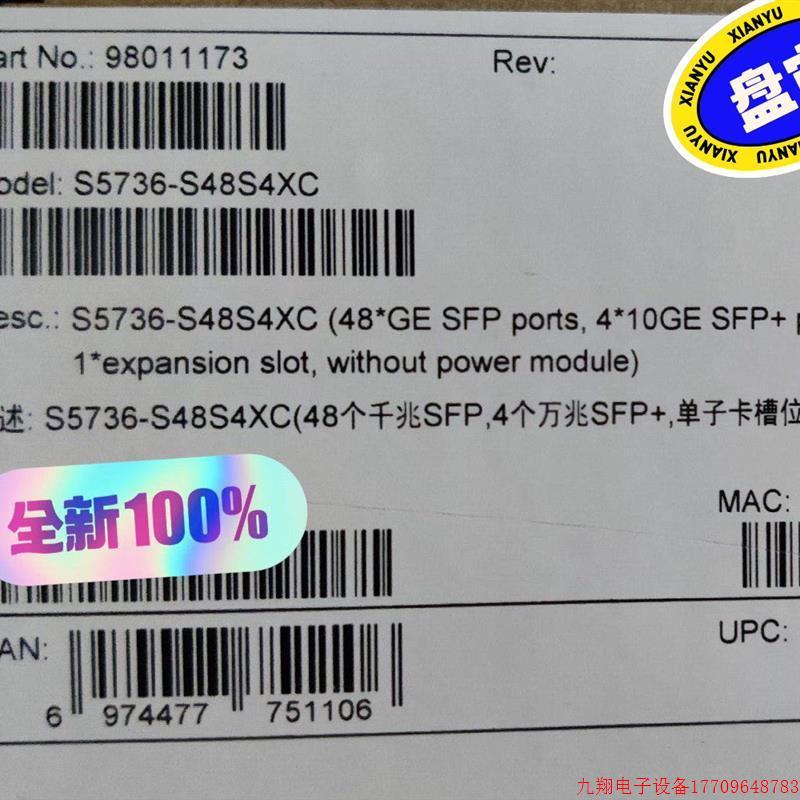 art No.: 98011173
Rev:
XIANYU XIANYU
盘
XIANYU XIANYU XIANYU
odel: S5736-S48S4XC
esc.: S5736-S48S4XC (48*GE SFP ports, 4*10GE SFP+ p
1*expansion slot, without power module)
述: S5736-S48S4XC(48个千兆SFP,4个万兆SFP+,单子卡槽位
全新100%
MAC:
AN:
UPC:
6 974477 751106
九翔电子设备17709648783